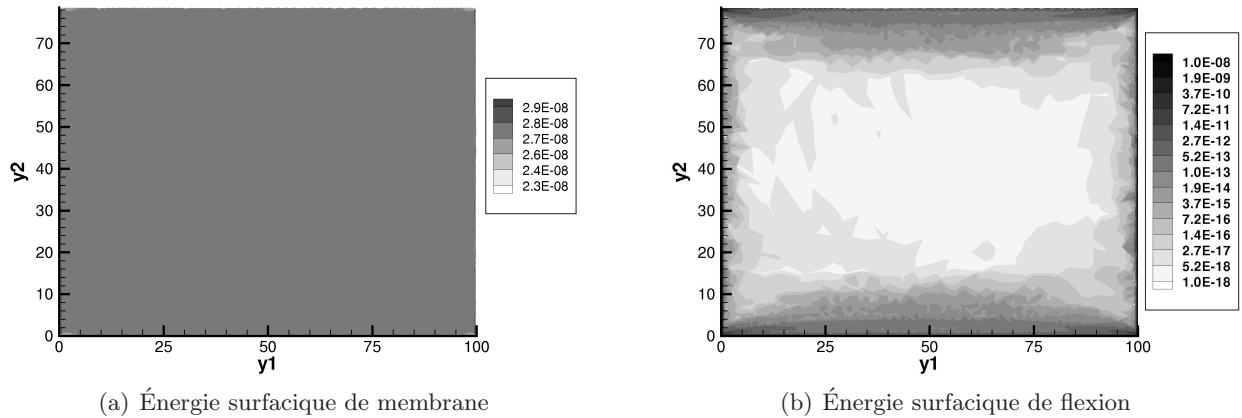 70
60
50
40
30
20
10
0
y2
0
25
50
75
100
y1
2.9E-08
2.8E-08
2.7E-08
2.6E-08
2.4E-08
2.3E-08
(a) Énergie surfacique de membrane
70
60
50
40
30
20
10
0
y2
0
25
50
75
100
y1
1.0E-08
1.9E-09
3.7E-10
7.2E-11
1.4E-11
2.7E-12
5.2E-13
1.0E-13
1.9E-14
3.7E-15
7.2E-16
1.4E-16
2.7E-17
5.2E-18
1.0E-18
(b) Énergie surfacique de flexion